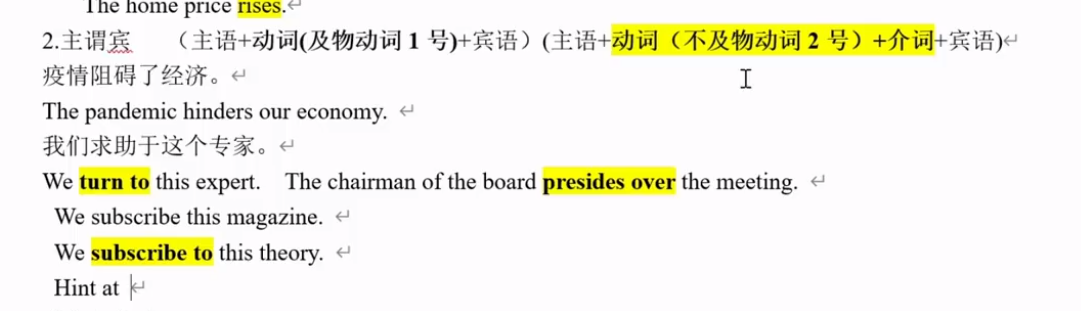 The home price rises.
2.主谓宾 （主语+动词(及物动词 1 号)+宾语）(主语+动词（不及物动词 2 号）+介词+宾语)
疫情阻碍了经济。
The pandemic hinders our economy.
我们求助于这个专家。
We turn to this expert. The chairman of the board presides over the meeting.
We subscribe this magazine.
We subscribe to this theory.
Hint at